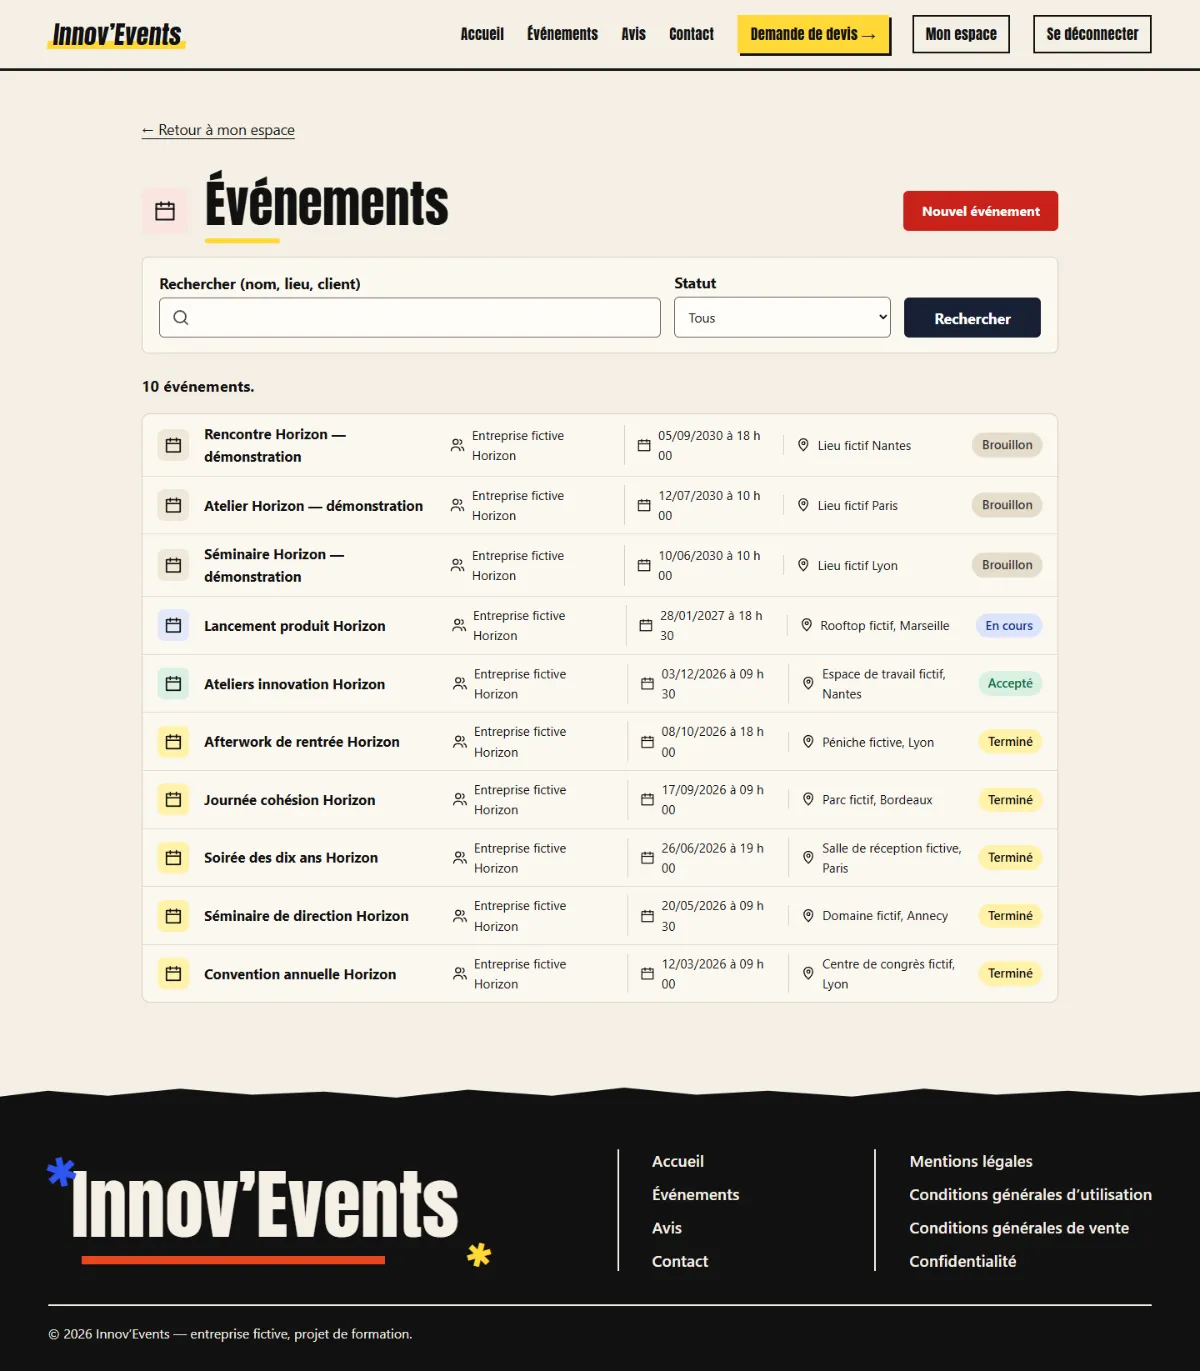 Innov’Events
Accueil
Événements
Avis
Contact
Demande de devis →
Mon espace
Se déconnecter
← Retour à mon espace
Événements
Nouvel événement
Rechercher (nom, lieu, client)
Statut
Tous
Rechercher
10 événements.
Rencontre Horizon —
démonstration
Entreprise fictive
Horizon
05/09/2030 à 18 h
00
Lieu fictif Nantes
Brouillon
Atelier Horizon — démonstration
Entreprise fictive
Horizon
12/07/2030 à 10 h
00
Lieu fictif Paris
Brouillon
Séminaire Horizon —
démonstration
Entreprise fictive
Horizon
10/06/2030 à 10 h
00
Lieu fictif Lyon
Brouillon
Lancement produit Horizon
Entreprise fictive
Horizon
28/01/2027 à 18 h
30
Rooftop fictif, Marseille
En cours
Ateliers innovation Horizon
Entreprise fictive
Horizon
03/12/2026 à 09 h
30
Espace de travail fictif,
Nantes
Accepté
Afterwork de rentrée Horizon
Entreprise fictive
Horizon
08/10/2026 à 18 h
00
Péniche fictive, Lyon
Terminé
Journée cohésion Horizon
Entreprise fictive
Horizon
17/09/2026 à 09 h
00
Parc fictif, Bordeaux
Terminé
Soirée des dix ans Horizon
Entreprise fictive
Horizon
26/06/2026 à 19 h
00
Salle de réception fictive,
Paris
Terminé
Séminaire de direction Horizon
Entreprise fictive
Horizon
20/05/2026 à 09 h
30
Domaine fictif, Annecy
Terminé
Convention annuelle Horizon
Entreprise fictive
Horizon
12/03/2026 à 09 h
00
Centre de congrès fictif,
Lyon
Terminé
Innov’Events
Accueil
Événements
Avis
Contact
Mentions légales
Conditions générales d’utilisation
Conditions générales de vente
Confidentialité
© 2026 Innov’Events — entreprise fictive, projet de formation.